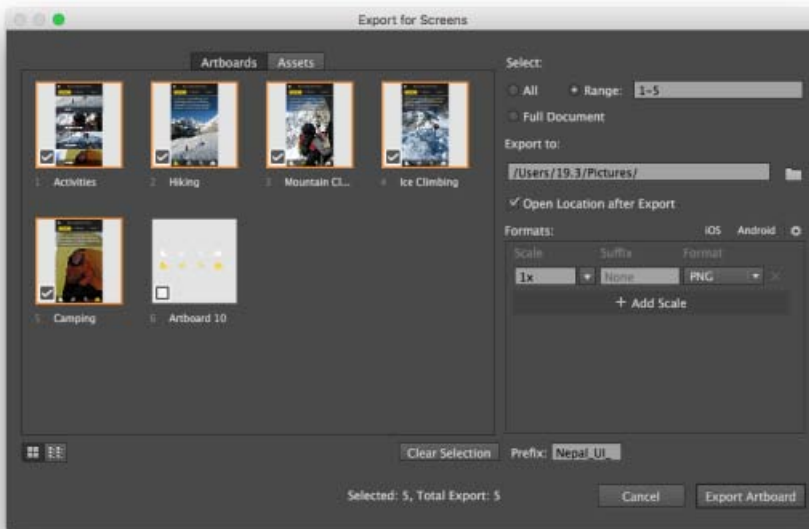 Export for Screens
Artboards Assets
1 Activities
2 Hiking
3 Mountain Cl...
4 Ice Climbing
5 Camping
6 Artboard 10
Clear Selection
Select:
All Range: 1-5
Full Document
Export to:
/Users/19.3/Pictures/
Open Location after Export
Formats: iOS Android
Scale Suffix Format
1x None PNG
+ Add Scale
Prefix: Nepal_UI_
Selected: 5, Total Export: 5
Cancel Export Artboard